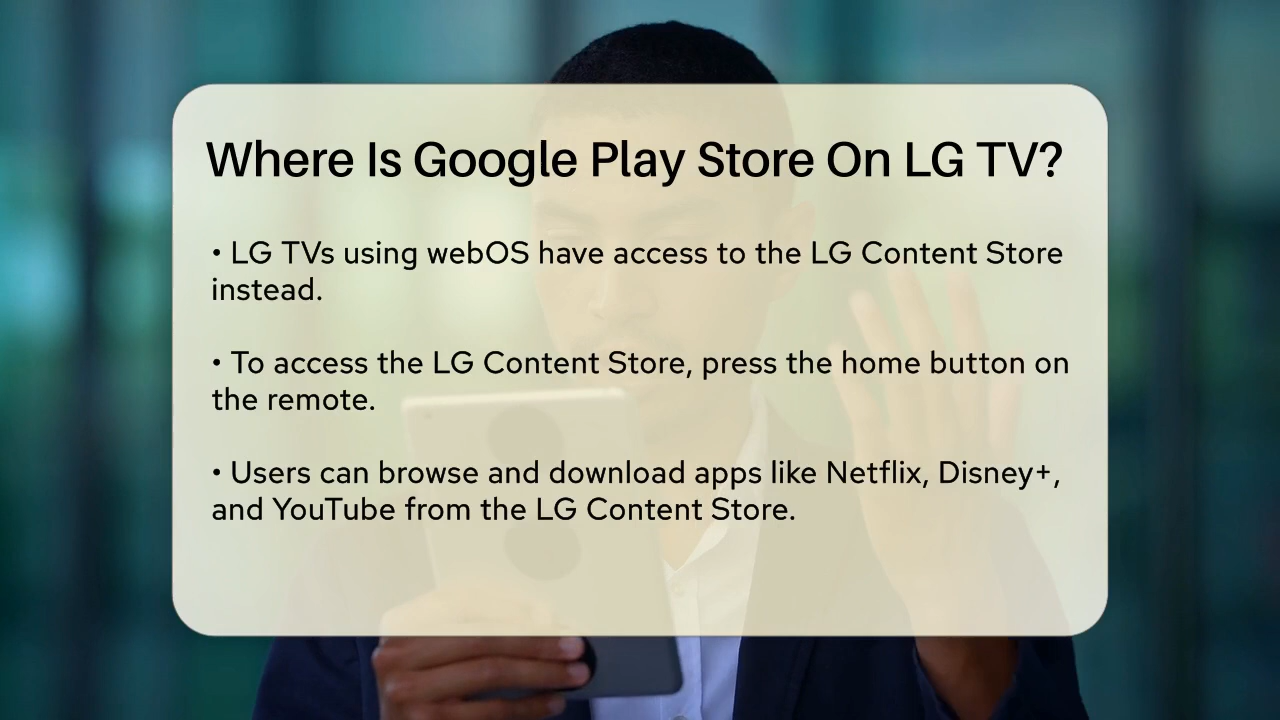 Where Is Google Play Store On LG TV?
• LG TVs using webOS have access to the LG Content Store
instead.
• To access the LG Content Store, press the home button on
the remote.
• Users can browse and download apps like Netflix, Disney+,
and YouTube from the LG Content Store.